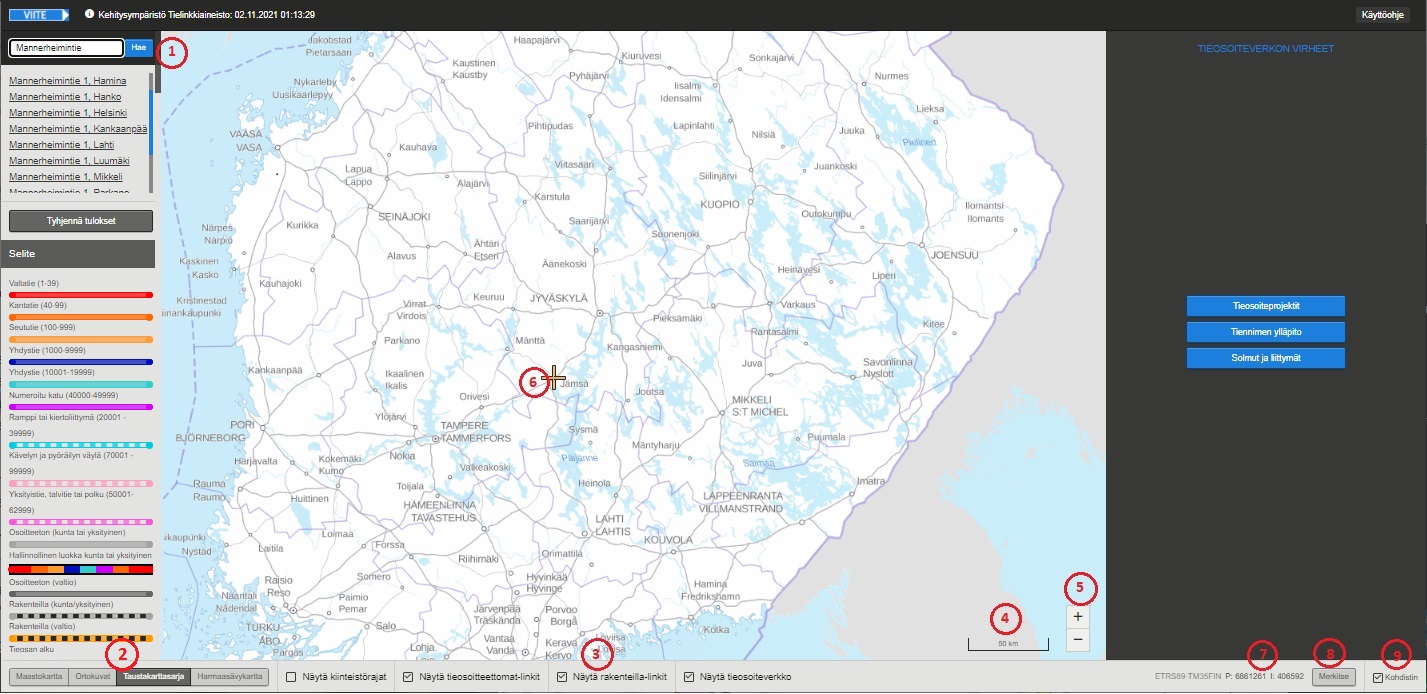 VIITE
Kehitysympäristö Tielinkkiaineisto: 02.11.2021 01:13:29
Käyttöohje
Mannerheimintie
Hae
1
Mannerheimintie 1, Hamina
Mannerheimintie 1, Hanko
Mannerheimintie 1, Helsinki
Mannerheimintie 1, Kankaanpää
Mannerheimintie 1, Lahti
Mannerheimintie 1, Luumäki
Mannerheimintie 1, Mikkeli
Mannerheimintie 1, Parkano
Tyhjennä tulokset
Selite
Valtatie (1-39)
Kantatie (40-99)
Seututie (100-999)
Yhdystie (1000-9999)
Yhdystie (10001-19999)
Numeroitu katu (40000-49999)
Ramppi tai kiertoliittymä (20001 -
39999)
Kävelyn ja pyöräilyn väylä (70001 -
99999)
Yksityistie, talvitie tai polku (50001-
62999)
Osoitteeton (kunta tai yksityinen)
Hallinnollinen luokka kunta tai yksityinen
Osoitteeton (valtio)
Rakenteilla (kunta/yksityinen)
Rakenteilla (valtio)
Tieosan alku
Jakobstad
Pietarsaari
Haapajärvi
Kiuruvesi
Sonkajärvi
Kaustinen
Kaustby
Pyhäjärvi
Nurmes
Nykarleby
Uusikaarlepyy
Iisalmi
Idensalmi
Lieksa
Pihtipudas
Lapinlahti
Nilsiä
Juuka
Pielinen
VAASA
VASA
Kauhava
Viitasaari
Juankoski
Lapua
Lappo
Alajärvi
Siilinjärvi
Karstula
KUOPIO
Ilomantsi
Ilomants
SEINÄJOKI
Saarijärvi
Outokumpu
Närpes
Närpiö
Kurikka
Suonenjoki
Ähtäri
Etseri
JOENSUU
Kaskinen
Kaskö
Alavus
Äänekoski
Heinävesi
Liperi
Kauhajoki
Keuruu
JYVÄSKYLÄ
Kristinestad
iinankaupunki
Virrat
Virdois
Varkaus
Pieksämäki
Kitee
Parkano
Mänttä
Kangasniemi
Rantasalmi
Kankaanpää
Ikaalinen
Ikalis
6
Jämsä
Juva
Savonlinna
Nyslott
Orivesi
Joutsa
MIKKELI
S:T MICHEL
Ylöjärvi
PORI
BJÖRNEBORG
TAMPERE
TAMMERFORS
Sysmä
Mäntyharju
Puumala
Harjavalta
Kokemäki
Kumo
Nokia
Valkeakoski
Päijänne
Saimaa
Rauma
Raumo
Toijala
Heinola
Imatra
Huittinen
HÄMEENLINNA
TAVASTEHUS
LAPPEENRANTA
VILLMANSTRAND
LAHTI
LAHTIS
ukaupunki
Nystad
Laitila
Loimaa
Forssa
KOUVOLA
Riihimäki
Orimattila
Raisio
Reso
Somero
Hyvinkää
Hyvinge
Hamina
Fredrikshamn
Naantali
Nådendal
Paimio
Pemar
Järvenpää
Träskända
Porvoo
Borgå
TURKU
ÅBO
Salo
Vantaa
Vanda
Kerava
Kervo
Loviisa
Lovisa
Kotka
Pargas
Lohja
5
+
−
4
50 km
TIEOSOITEVERKON VIRHEET
Tieosoiteprojektit
Tiennimen ylläpito
Solmut ja liittymät
2
3
7
8
9
Maastokartta
Ortokuvat
Taustakarttasarja
Harmaasävykartta
Näytä kiinteistörajat
Näytä tieosoitteettomat-linkit
Näytä rakenteilla-linkit
Näytä tieosoiteverkko
ETRS89-TM35FIN P: 6861261 I: 406592
Merkitse
Kohdistin